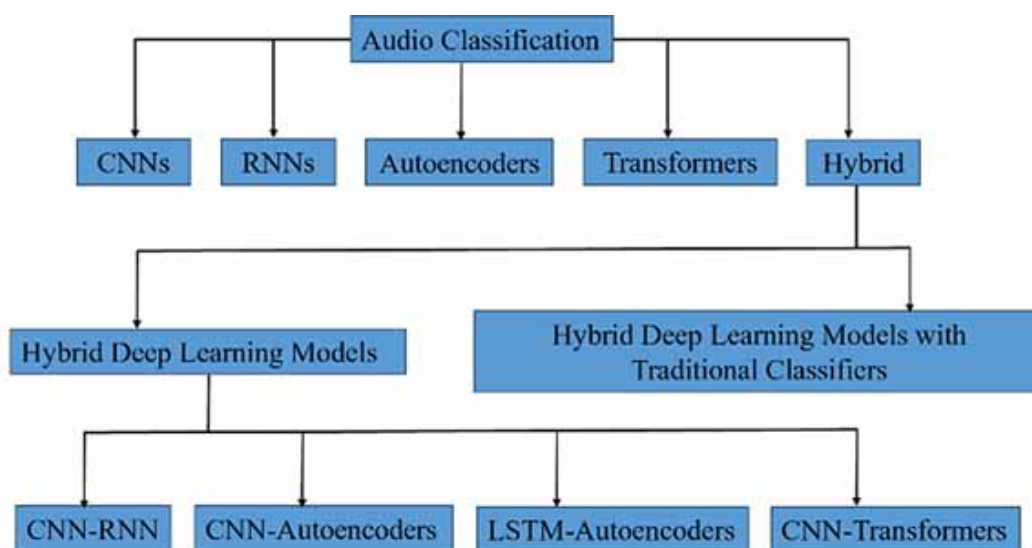 Audio Classification
CNNs
RNNs
Autoencoders
Transformers
Hybrid
Hybrid Deep Learning Models
Hybrid Deep Learning Models with
Traditional Classifiers
CNN-RNN
CNN-Autoencoders
LSTM-Autoencoders
CNN-Transformers